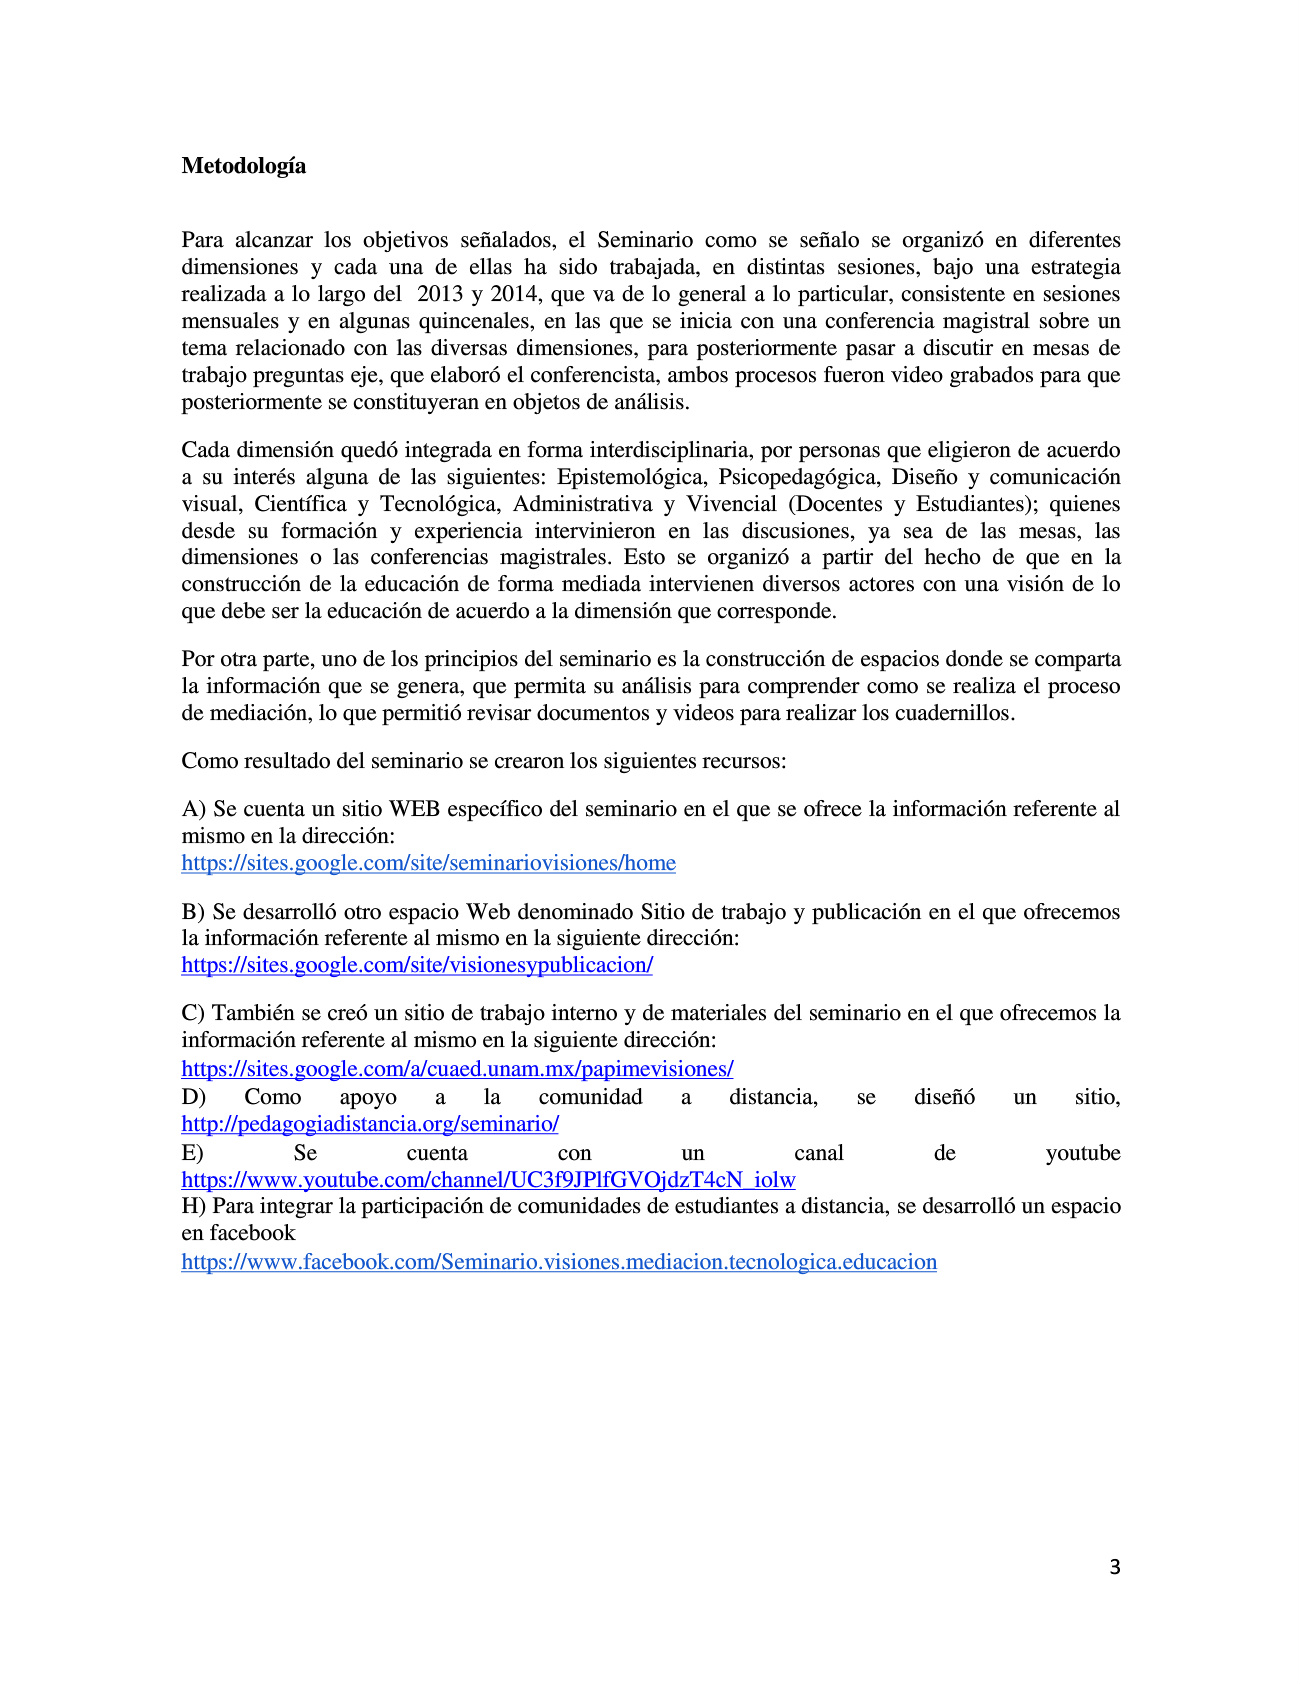 Metodología
Para alcanzar los objetivos señalados, el Seminario como se señalo se organizó en diferentes
dimensiones y cada una de ellas ha sido trabajada, en distintas sesiones, bajo una estrategia
realizada a lo largo del  2013 y 2014, que va de lo general a lo particular, consistente en sesiones
mensuales y en algunas quincenales, en las que se inicia con una conferencia magistral sobre un
tema relacionado con las diversas dimensiones, para posteriormente pasar a discutir en mesas de
trabajo preguntas eje, que elaboró el conferencista, ambos procesos fueron video grabados para que
posteriormente se constituyeran en objetos de análisis.
Cada dimensión quedó integrada en forma interdisciplinaria, por personas que eligieron de acuerdo
a su interés alguna de las siguientes: Epistemológica, Psicopedagógica, Diseño y comunicación
visual, Científica y Tecnológica, Administrativa y Vivencial (Docentes y Estudiantes); quienes
desde su formación y experiencia intervinieron en las discusiones, ya sea de las mesas, las
dimensiones o las conferencias magistrales. Esto se organizó a partir del hecho de que en la
construcción de la educación de forma mediada intervienen diversos actores con una visión de lo
que debe ser la educación de acuerdo a la dimensión que corresponde.
Por otra parte, uno de los principios del seminario es la construcción de espacios donde se comparta
la información que se genera, que permita su análisis para comprender como se realiza el proceso
de mediación, lo que permitió revisar documentos y videos para realizar los cuadernillos.
Como resultado del seminario se crearon los siguientes recursos:
A) Se cuenta un sitio WEB específico del seminario en el que se ofrece la información referente al
mismo en la dirección:
https://sites.google.com/site/seminariovisiones/home
B) Se desarrolló otro espacio Web denominado Sitio de trabajo y publicación en el que ofrecemos
la información referente al mismo en la siguiente dirección:
https://sites.google.com/site/visionesypublicacion/
C) También se creó un sitio de trabajo interno y de materiales del seminario en el que ofrecemos la
información referente al mismo en la siguiente dirección:
https://sites.google.com/a/cuaed.unam.mx/papimevisiones/
D) Como apoyo a la comunidad a distancia, se diseñó un sitio,
http://pedagogiadistancia.org/seminario/
E) Se cuenta con un canal de youtube
https://www.youtube.com/channel/UC3f9JPlfGVOjdzT4cN_iolw
H) Para integrar la participación de comunidades de estudiantes a distancia, se desarrolló un espacio
en facebook
https://www.facebook.com/Seminario.visiones.mediacion.tecnologica.educacion
3